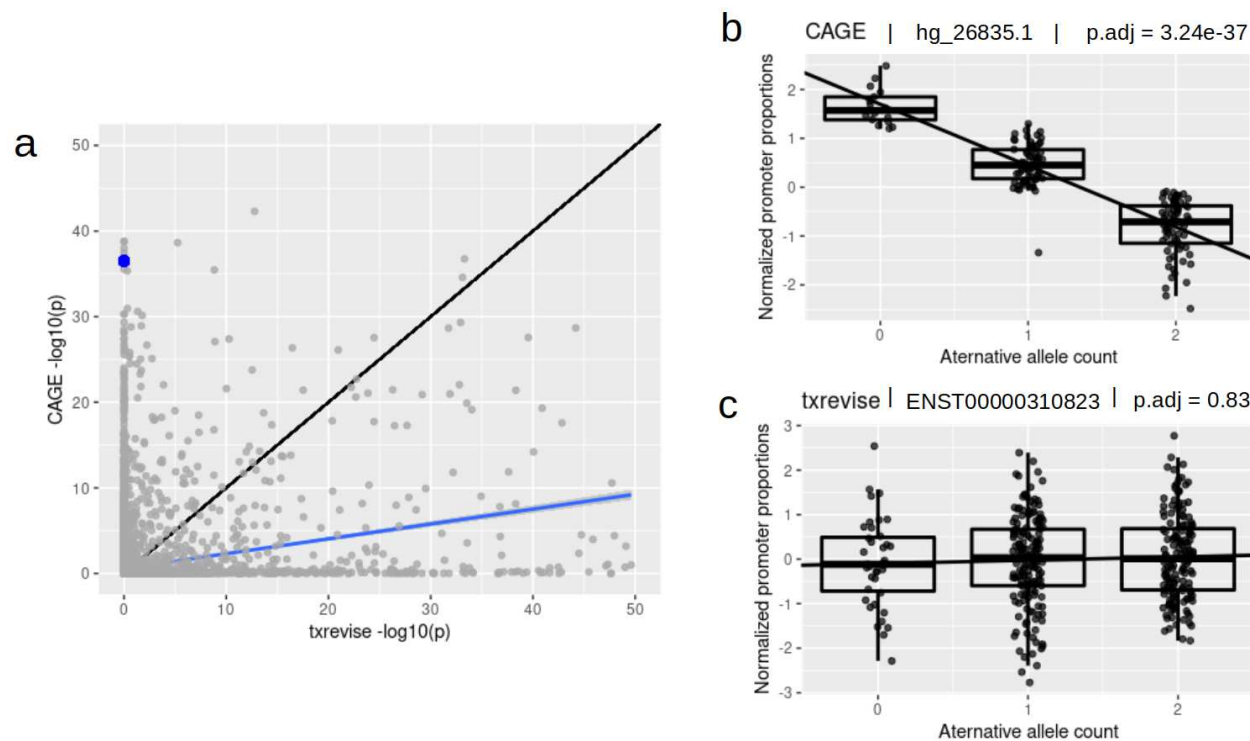 a
50
40
30
20
10
0
CAGE -log10(p)
0 10 20 30 40 50
txrevise -log10(p)
b
CAGE | hg_26835.1 | p.adj = 3.24e-37
Normalized promoter proportions
2
1
0
-1
-2
0 1 2
Aternative allele count
c
txrevise | ENST00000310823 | p.adj = 0.83
Normalized promoter proportions
3
2
1
0
-1
-2
-3
0 1 2
Aternative allele count